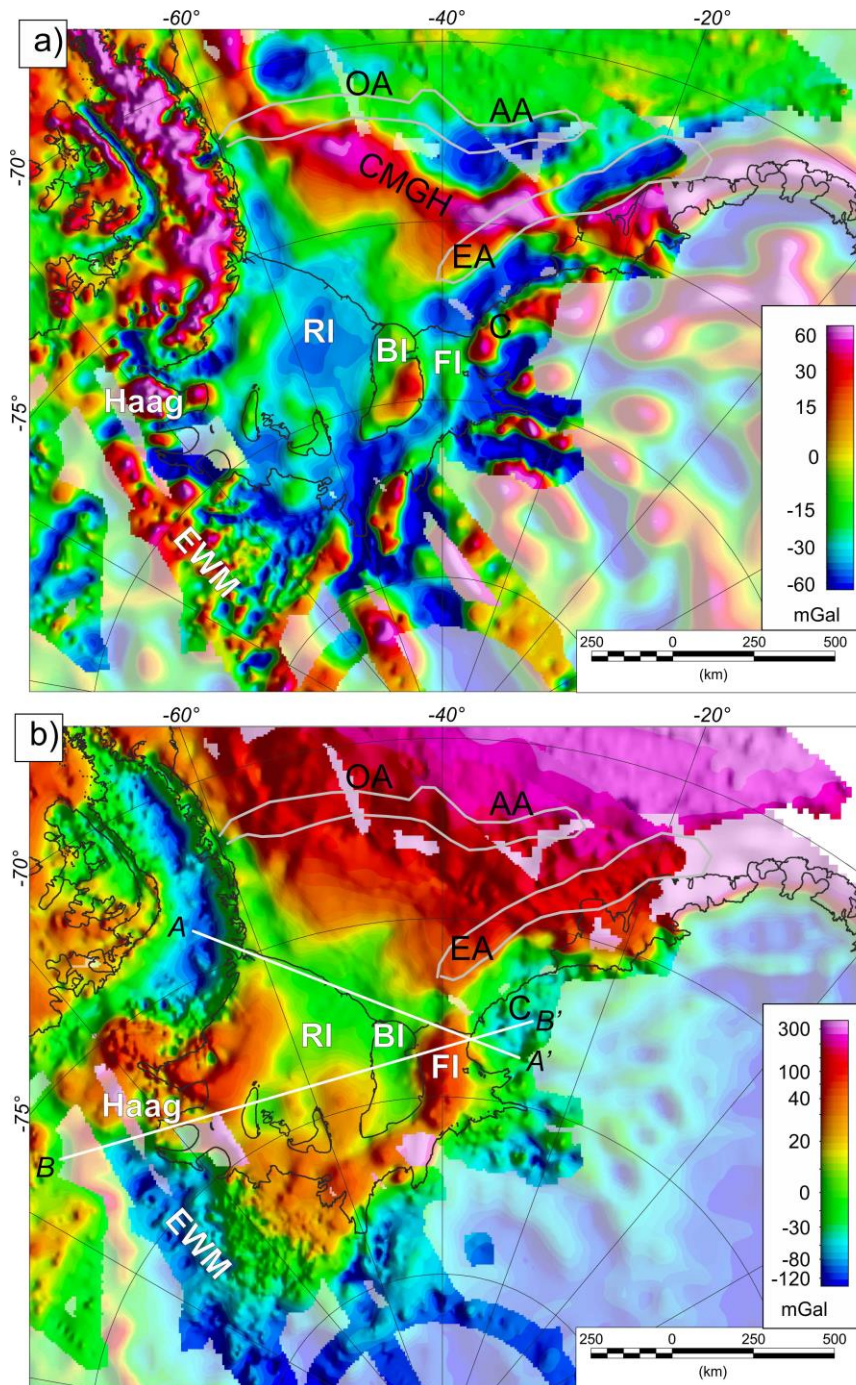 -60°
-40°
-20°
a)
OA
AA
-70°
CMGH
EA
RI
BI
FI
C
Haag
-75°
EWM
60
30
15
0
-15
-30
-60
mGal
250 0 250 500
(km)
-60°
-40°
-20°
b)
OA
AA
-70°
A
EA
RI
BI
C
B'
FI
A'
Haag
-75°
B
EWM
300
100
40
20
0
-30
-80
-120
mGal
250 0 250 500
(km)